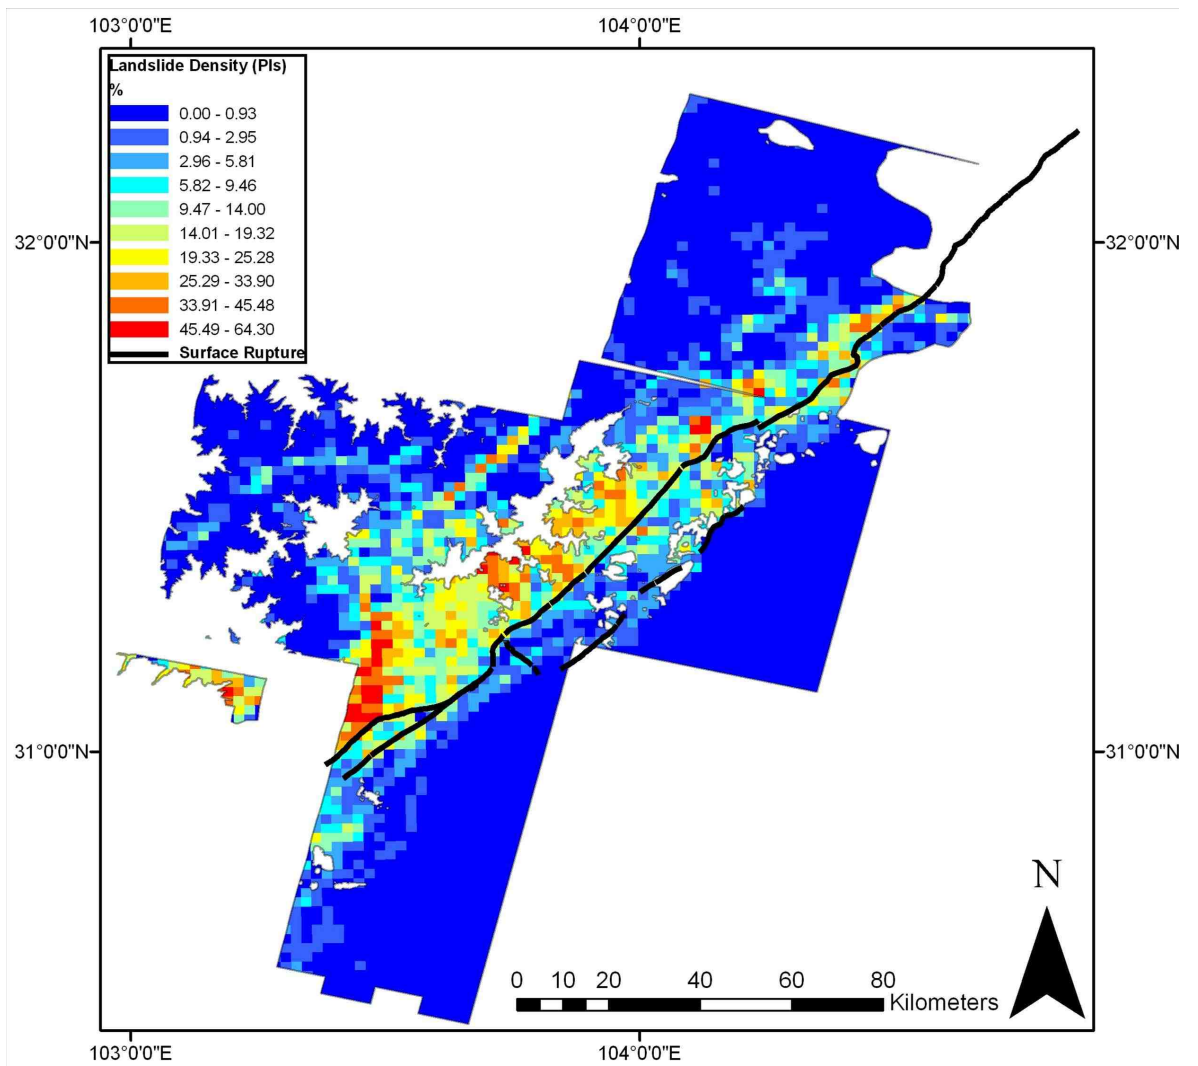 103°0'0"E 104°0'0"E
Landslide Density (Pls)
%
0.00 - 0.93
0.94 - 2.95
2.96 - 5.81
5.82 - 9.46
9.47 - 14.00
14.01 - 19.32
19.33 - 25.28
25.29 - 33.90
33.91 - 45.48
45.49 - 64.30
Surface Rupture
32°0'0"N 32°0'0"N
31°0'0"N 31°0'0"N
N
0 10 20 40 60 80
Kilometers
103°0'0"E 104°0'0"E